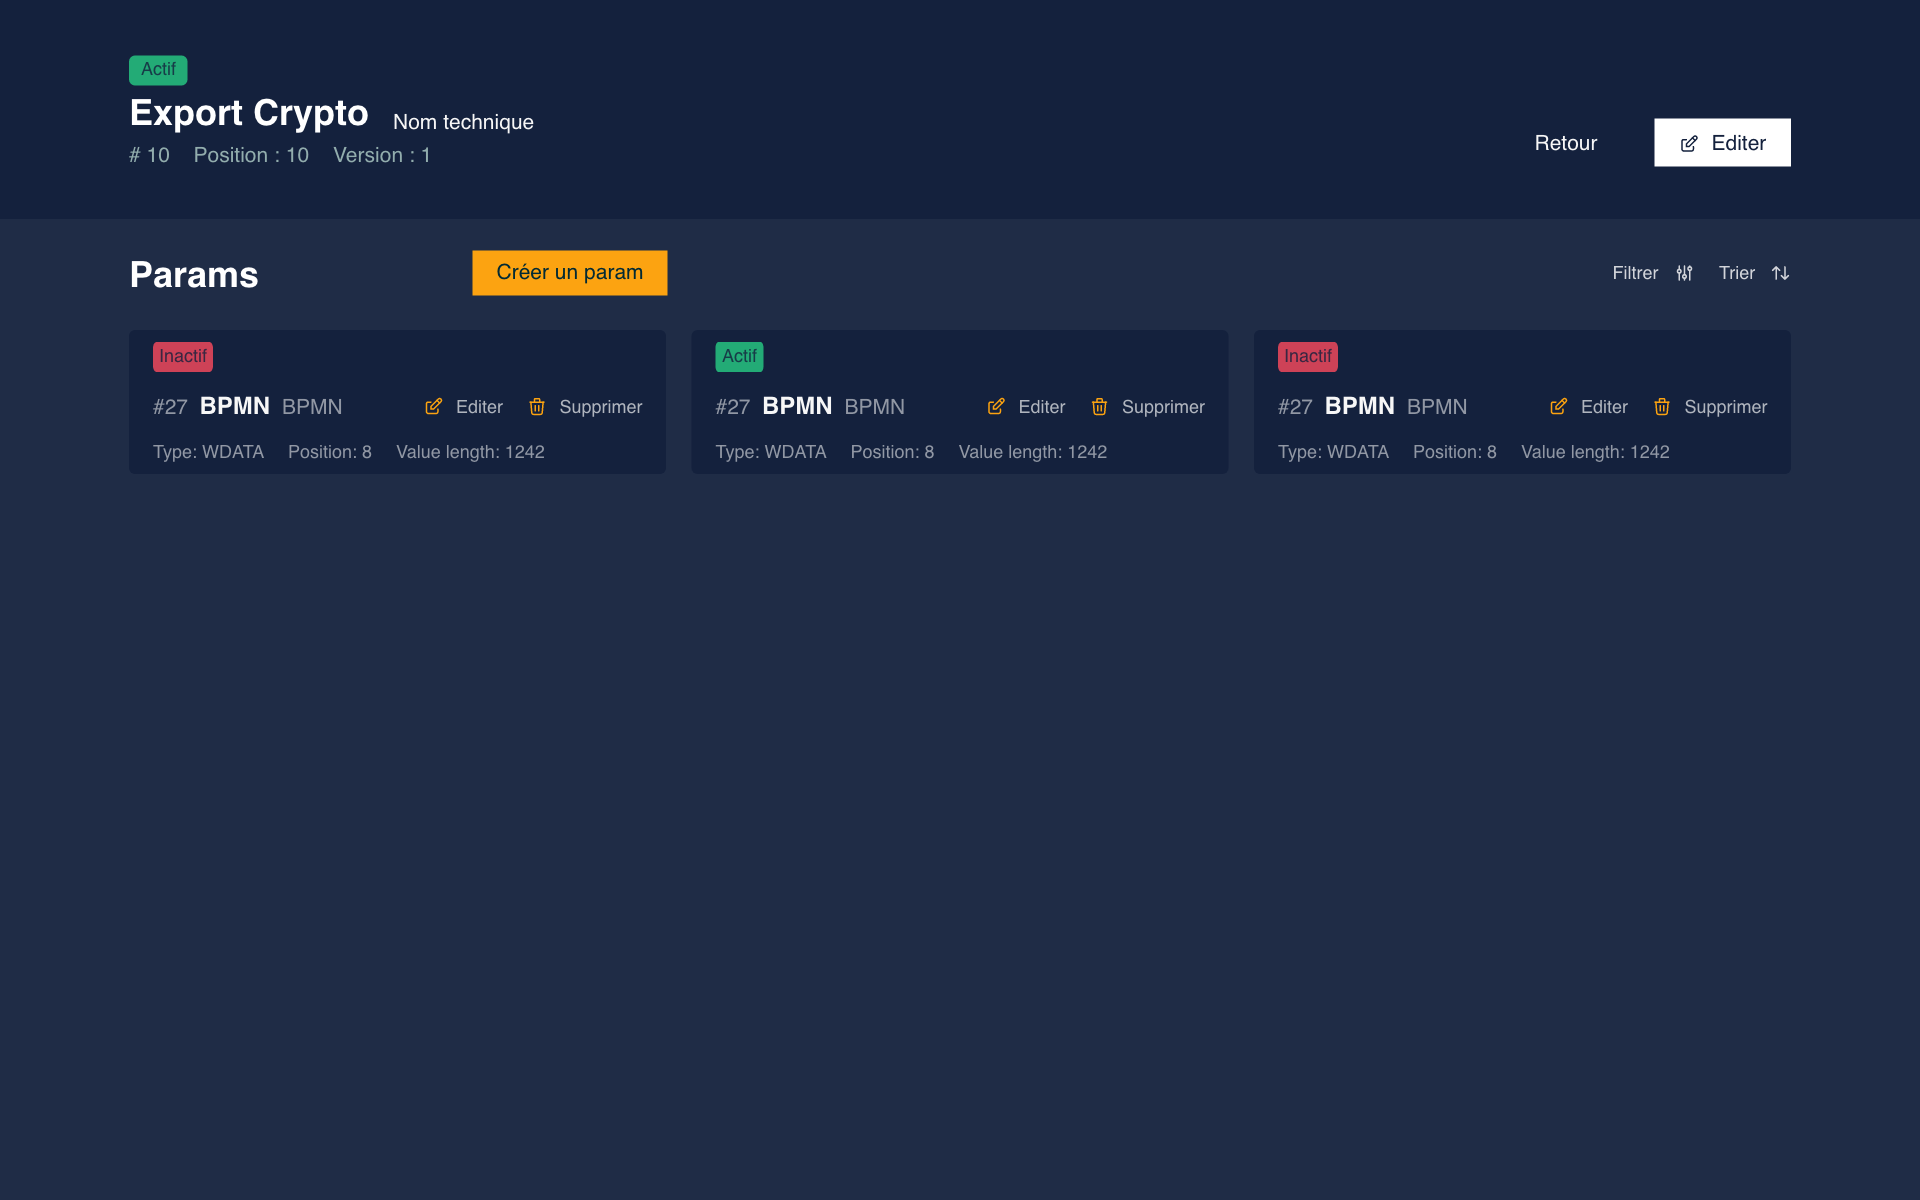 Actif
Export Crypto Nom technique
# 10 Position : 10 Version : 1
Retour Editer
Params Créer un param Filtrer Trier
Inactif
#27 BPMN BPMN Editer Supprimer
Type: WDATA Position: 8 Value length: 1242
Actif
#27 BPMN BPMN Editer Supprimer
Type: WDATA Position: 8 Value length: 1242
Inactif
#27 BPMN BPMN Editer Supprimer
Type: WDATA Position: 8 Value length: 1242